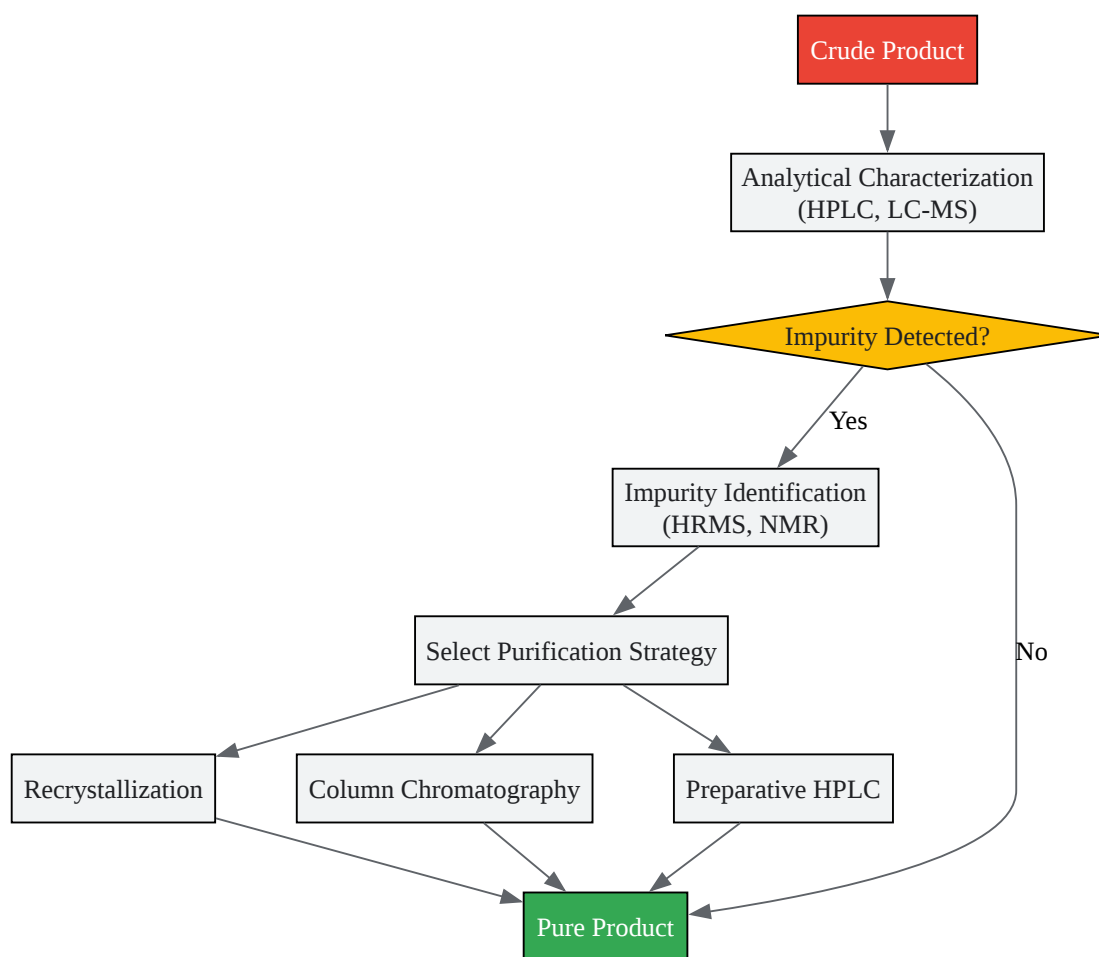 Crude Product
Analytical Characterization
(HPLC, LC-MS)
Impurity Detected?
Yes
Impurity Identification
(HRMS, NMR)
Select Purification Strategy
No
Recrystallization
Column Chromatography
Preparative HPLC
Pure Product